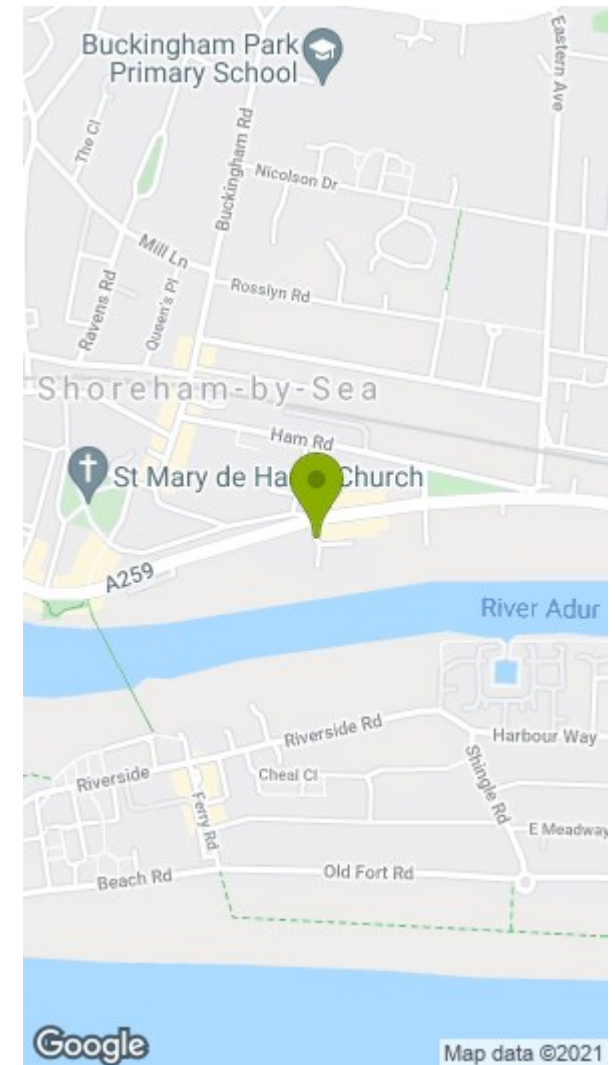 Buckingham Park
Primary School
Eastern Ave
The Cl
Buckingham Rd
Nicolson Dr
Mill Ln
Ravens Rd
Queen's Pl
Rosslyn Rd
Shoreham-by-Sea
Ham Rd
St Mary de Ha Church
A259
River Adur
Riverside Rd
Harbour Way
Riverside
Cheal Cl
Shingle Rd
Ferry Rd
E Meadway
Beach Rd
Old Fort Rd
Google
Map data ©2021